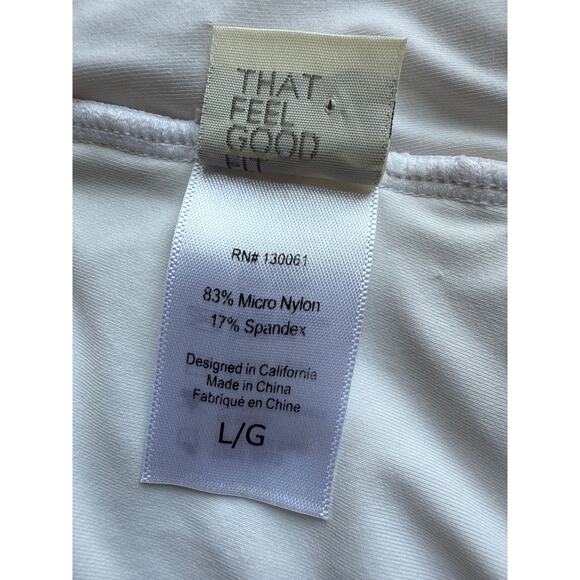 THAT
FEEL
GOOD
FIT
RN# 130061
83% Micro Nylon
17% Spandex
Designed in California
Made in China
Fabriqué en Chine
L/G